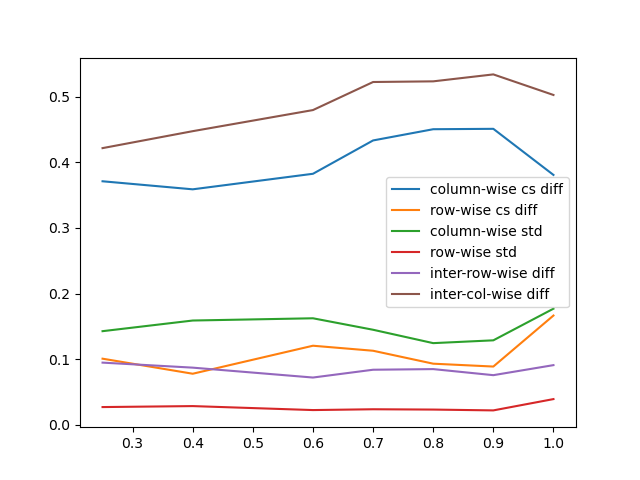 0.5
0.4
0.3
0.2
0.1
0.0
column-wise cs diff
row-wise cs diff
column-wise std
row-wise std
inter-row-wise diff
inter-col-wise diff
0.3 0.4 0.5 0.6 0.7 0.8 0.9 1.0